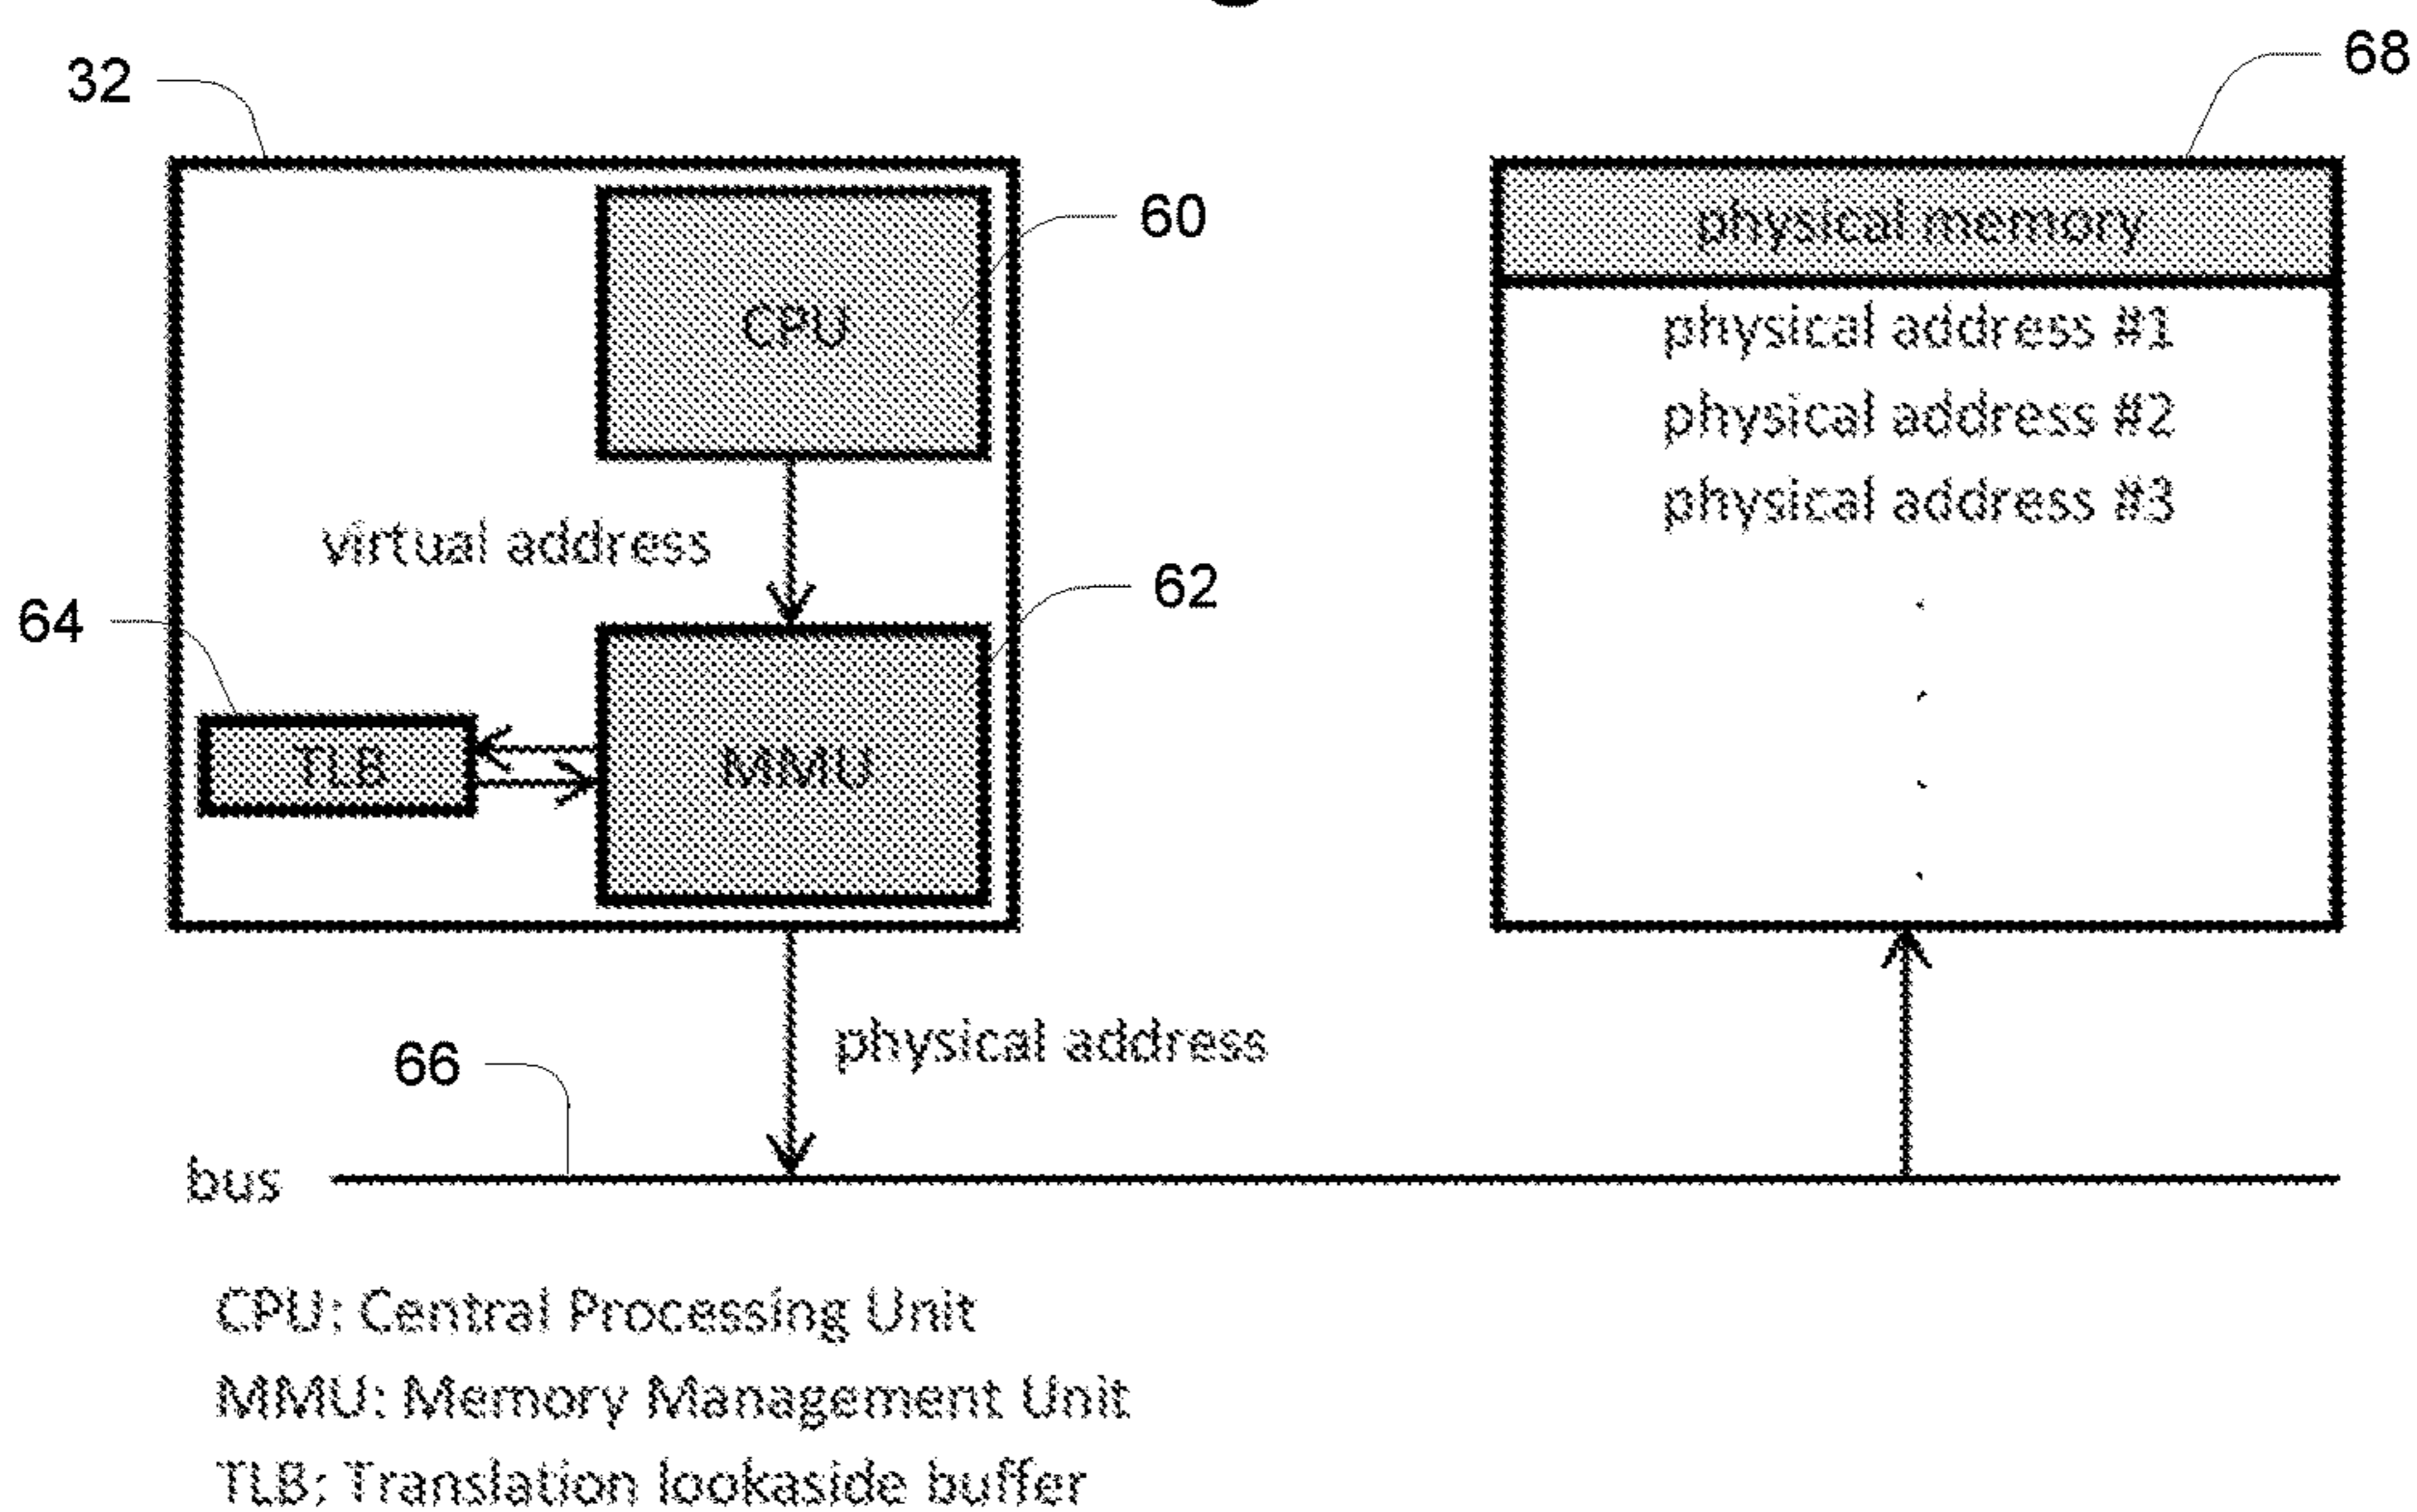 32
68
60
physical memory
CPU
physical address #1
physical address #2
physical address #3
virtual address
62
64
TLB
MMU
physical address
66
bus
CPU: Central Processing Unit
MMU: Memory Management Unit
TLB: Translation lookaside buffer